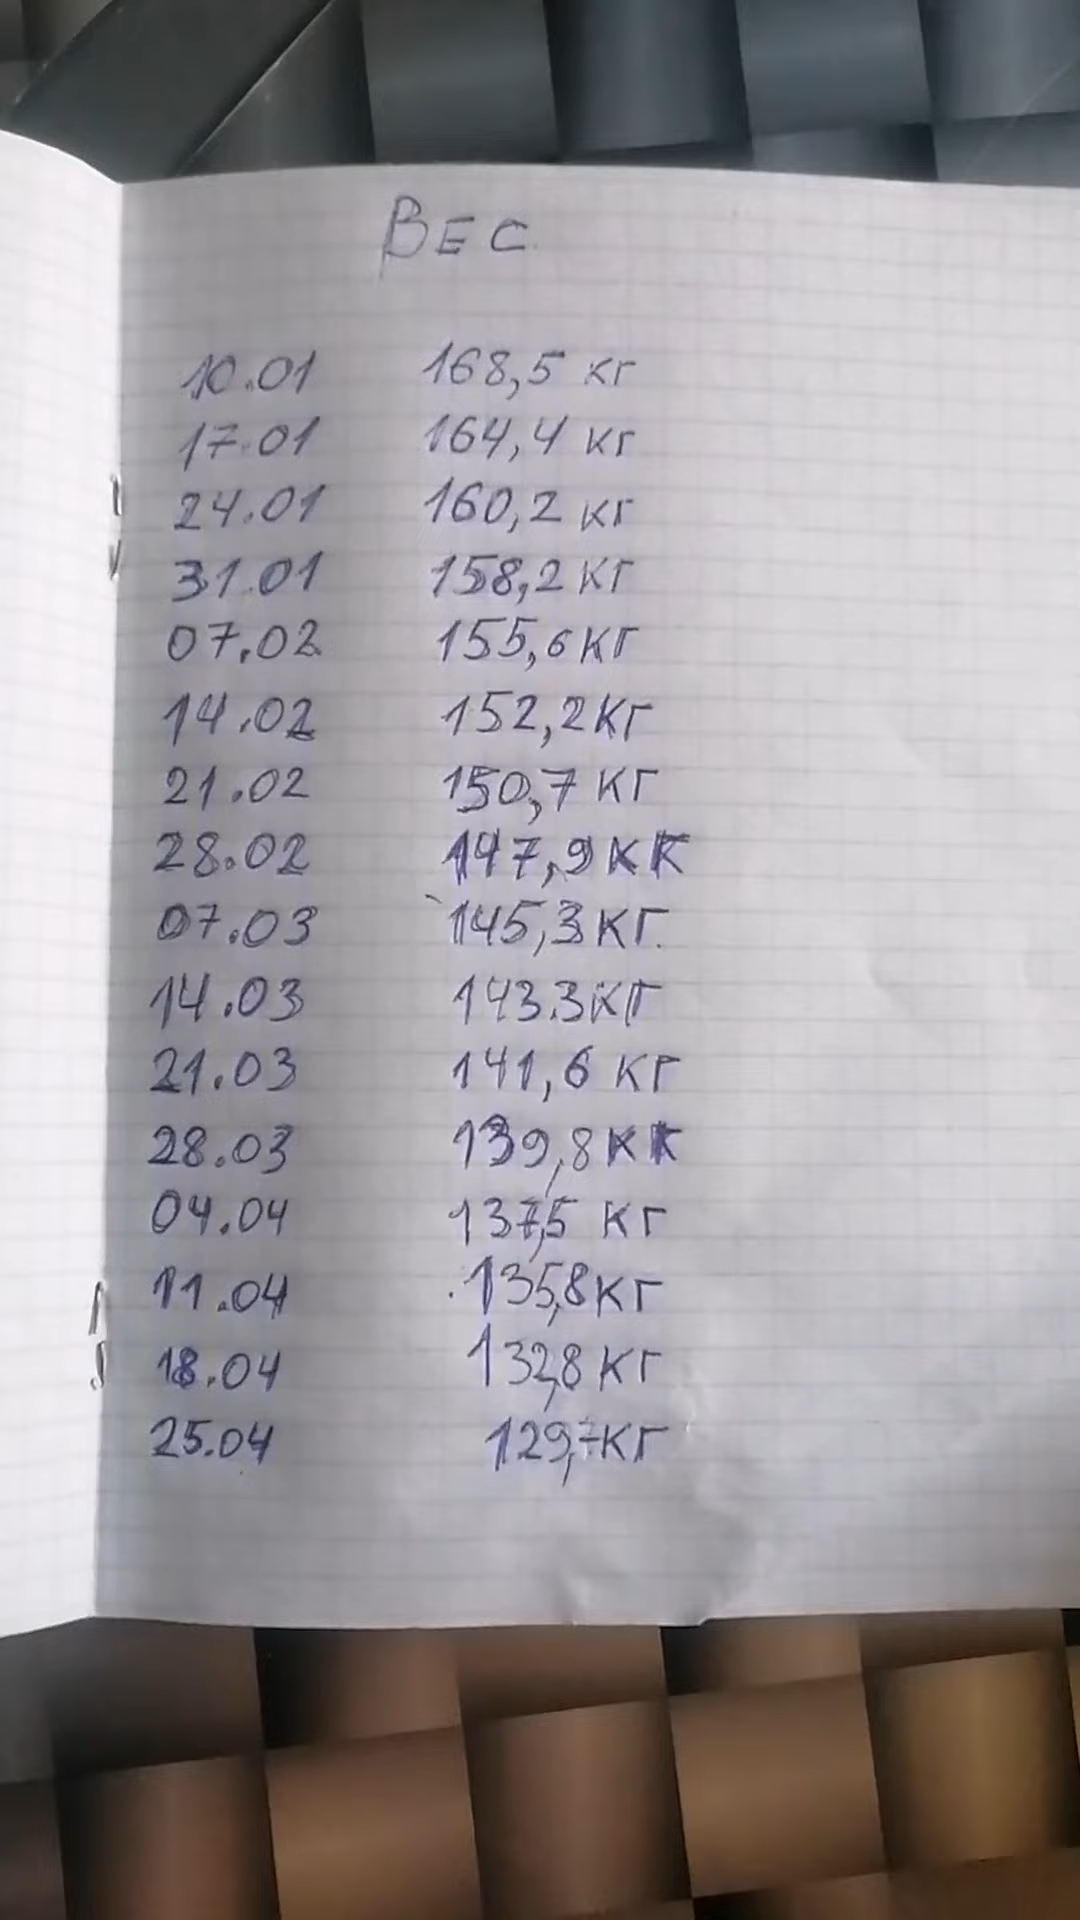 ВЕС
10.01 168,5 кг
17.01 164,4 кг
24.01 160,2 кг
31.01 158,2 кг
07.02 155,6 кг
14.02 152,2 кг
21.02 150,7 кг
28.02 147,9 кк
07.03 145,3 кг.
14.03 143.3 кг
21.03 141,6 кг
28.03 139,8 кк
04.04 137,5 кг
11.04 135,8 кг
18.04 132,8 кг
25.04 129,7 кг